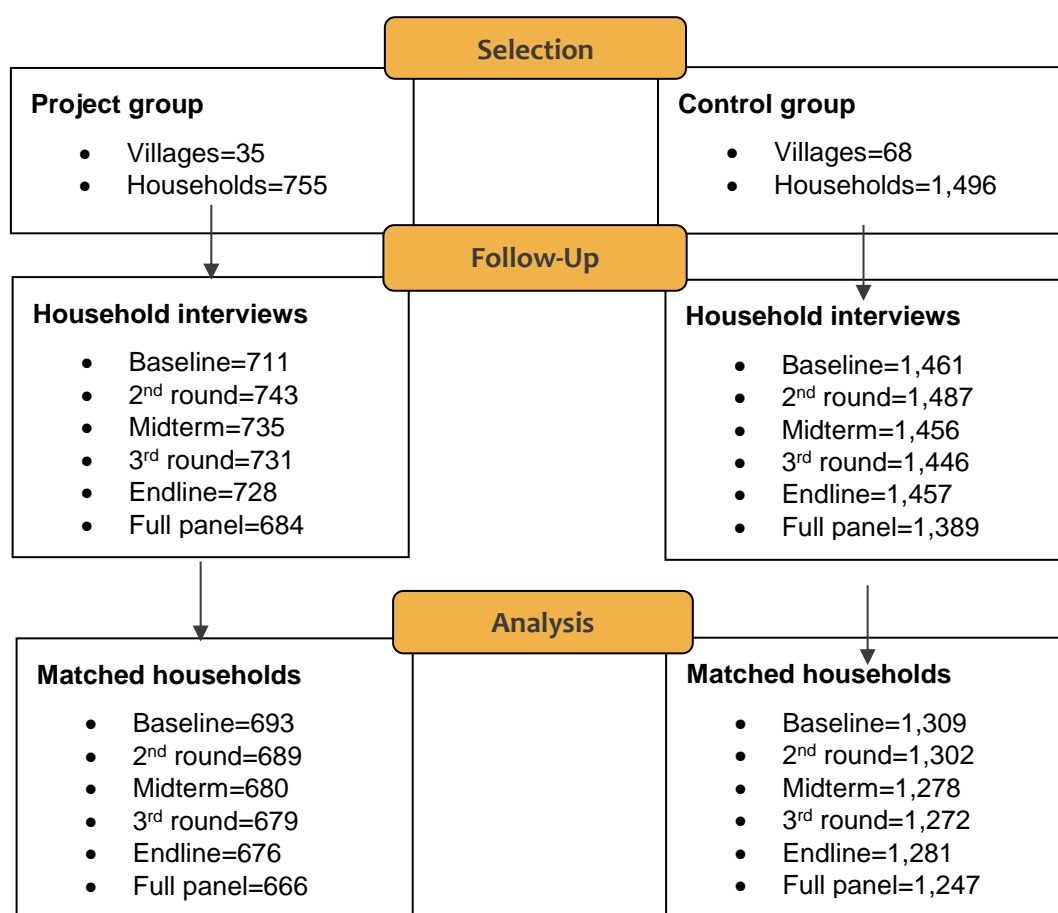 Selection
Project group
• Villages=35
• Households=755
Control group
• Villages=68
• Households=1,496
Follow-Up
Household interviews
• Baseline=711
• 2nd round=743
• Midterm=735
• 3rd round=731
• Endline=728
• Full panel=684
Household interviews
• Baseline=1,461
• 2nd round=1,487
• Midterm=1,456
• 3rd round=1,446
• Endline=1,457
• Full panel=1,389
Analysis
Matched households
• Baseline=693
• 2nd round=689
• Midterm=680
• 3rd round=679
• Endline=676
• Full panel=666
Matched households
• Baseline=1,309
• 2nd round=1,302
• Midterm=1,278
• 3rd round=1,272
• Endline=1,281
• Full panel=1,247